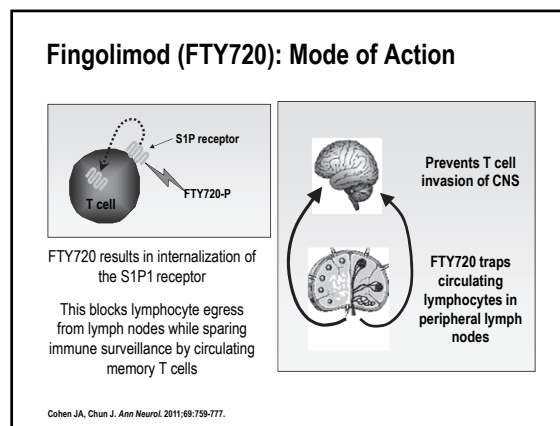 Fingolimod (FTY720): Mode of Action
S1P receptor
T cell
FTY720-P
FTY720 results in internalization of
the S1P1 receptor
This blocks lymphocyte egress
from lymph nodes while sparing
immune surveillance by circulating
memory T cells
Prevents T cell
invasion of CNS
FTY720 traps
circulating
lymphocytes in
peripheral lymph
nodes
Cohen JA, Chun J. Ann Neurol. 2011;69:759-777.